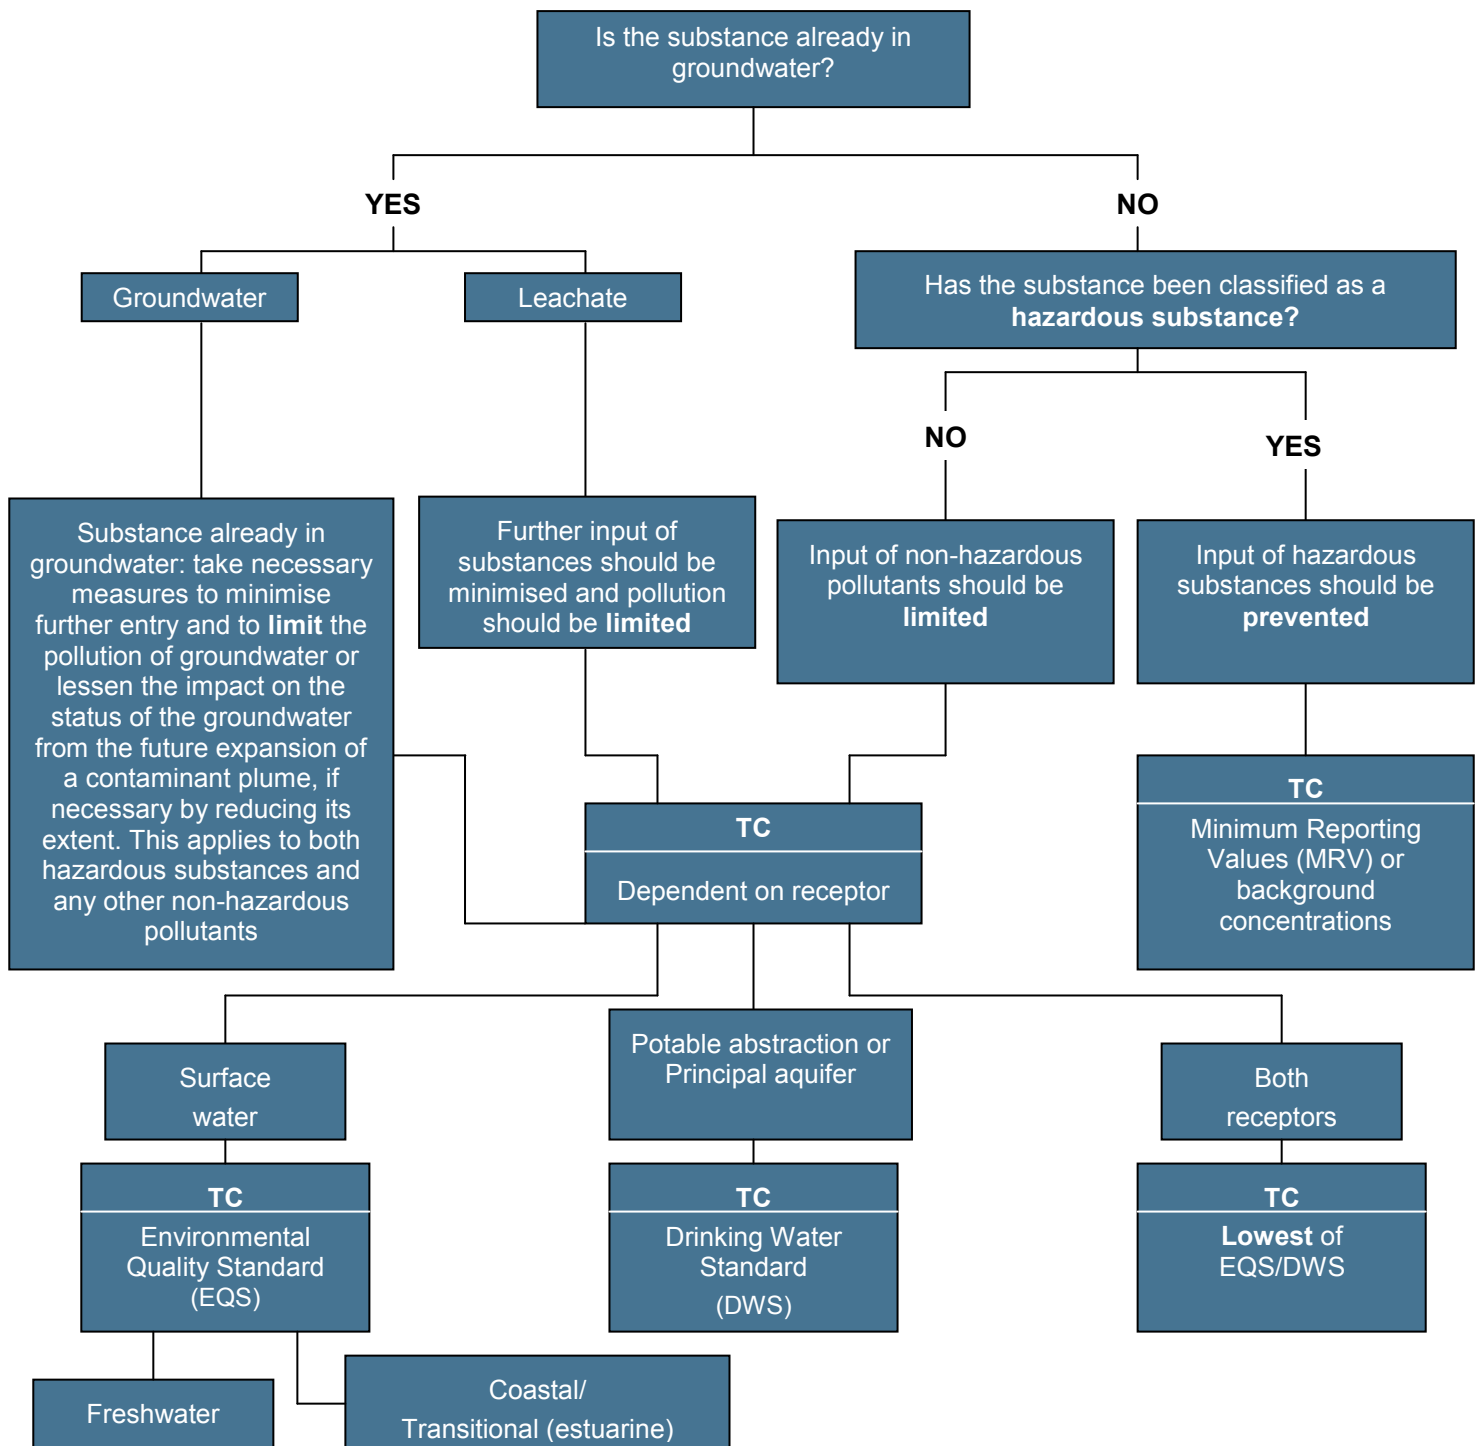 Is the substance already in
groundwater?
YES
NO
Groundwater
Leachate
Has the substance been classified as a
hazardous substance?
NO
YES
Substance already in
groundwater: take necessary
measures to minimise
further entry and to limit the
pollution of groundwater or
lessen the impact on the
status of the groundwater
from the future expansion of
a contaminant plume, if
necessary by reducing its
extent. This applies to both
hazardous substances and
any other non-hazardous
pollutants
Further input of
substances should be
minimised and pollution
should be limited
Input of non-hazardous
pollutants should be
limited
Input of hazardous
substances should be
prevented
TC
Dependent on receptor
TC
Minimum Reporting
Values (MRV) or
background
concentrations
Surface
water
Potable abstraction or
Principal aquifer
Both
receptors
TC
Environmental
Quality Standard
(EQS)
TC
Drinking Water
Standard
(DWS)
TC
Lowest of
EQS/DWS
Freshwater
Coastal/
Transitional (estuarine)